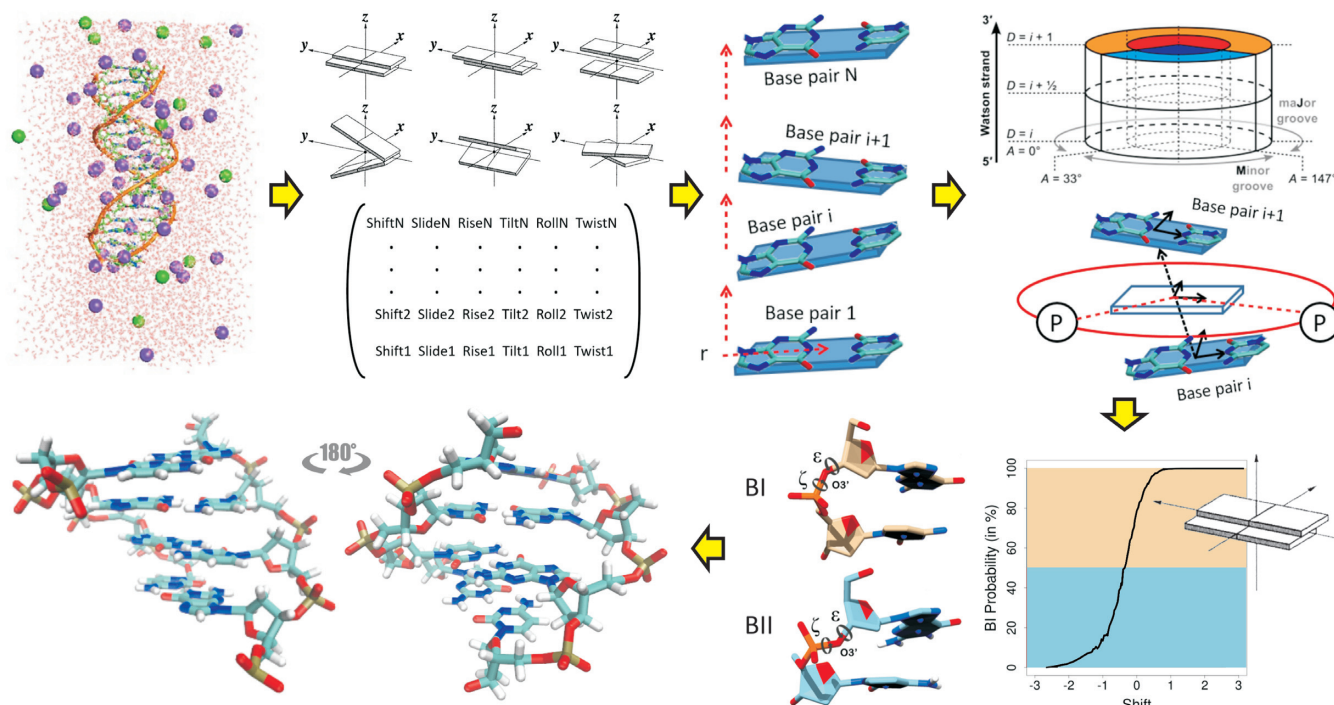 z z z
y x y x y x
z z z
y x y x y x
ShiftN SlideN RiseN TiltN RollN TwistN
. . . . . .
. . . . . .
. . . . . .
Shift2 Slide2 Rise2 Tilt2 Roll2 Twist2
Shift1 Slide1 Rise1 Tilt1 Roll1 Twist1
Base pair N
Base pair i+1
Base pair i
Base pair 1
r
3'
D = i + 1
D = i + ½
D = i
A = 0°
5'
Watson strand
maJor
groove
Minor
groove
A = 33°
A = 147°
Base pair i+1
P
P
Base pair i
180°
BI
ζ
ε
O3'
BII
ζ
ε
O3'
BI Probability (in %)
100
80
60
40
20
0
-3 -2 -1 0 1 2 3
Shift